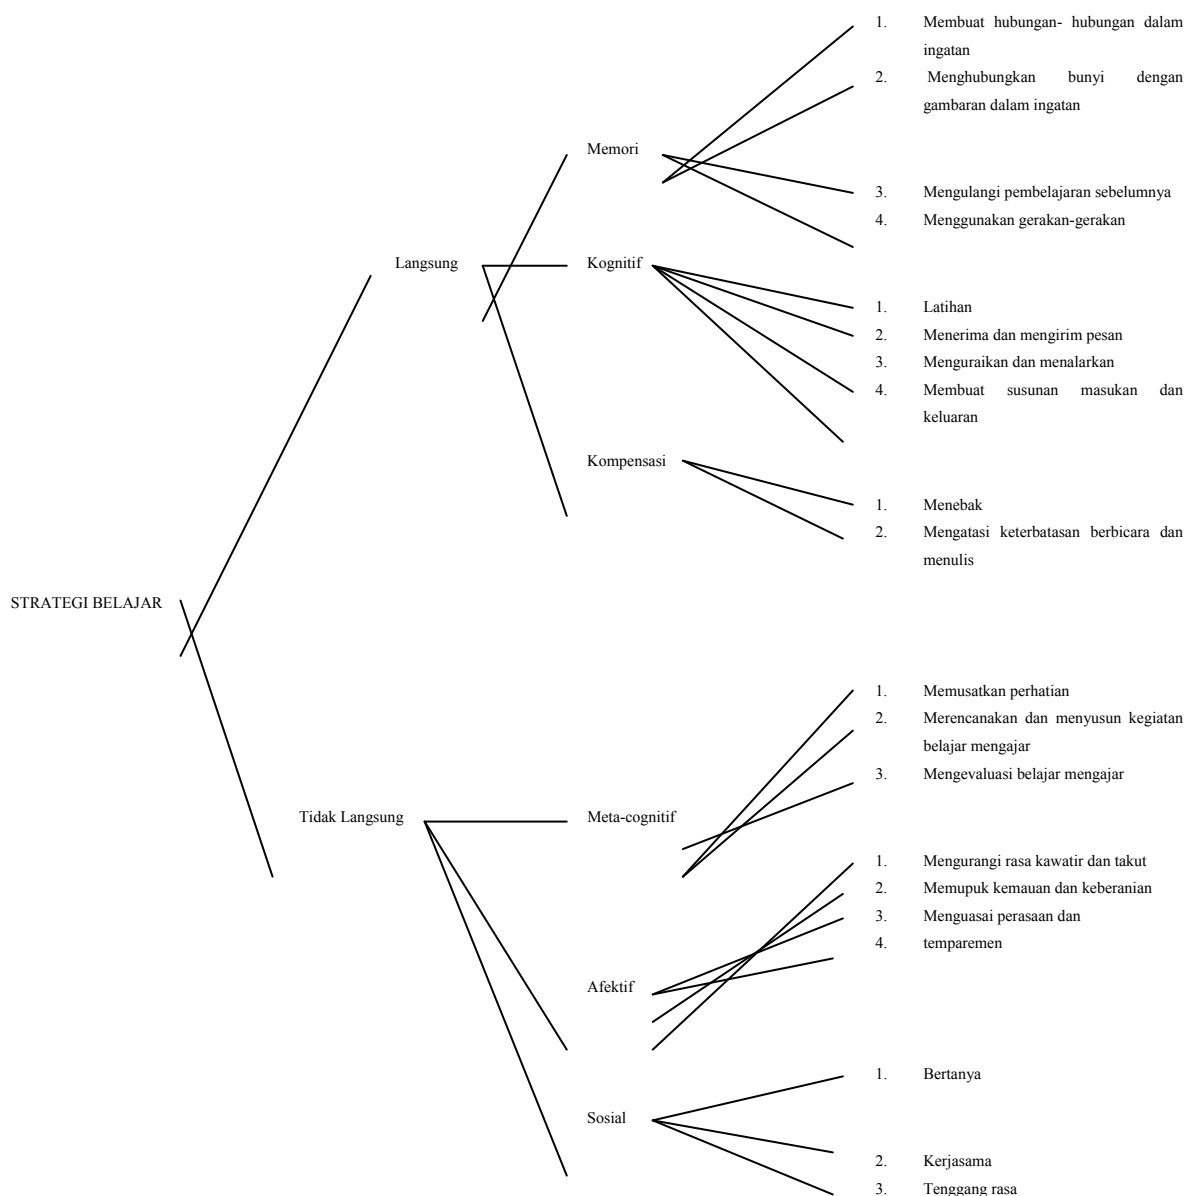 1. Membuat hubungan- hubungan dalam
ingatan
2. Menghubungkan bunyi dengan
gambaran dalam ingatan
Memori
3. Mengulangi pembelajaran sebelumnya
4. Menggunakan gerakan-gerakan
Langsung
Kognitif
1. Latihan
2. Menerima dan mengirim pesan
3. Menguraikan dan menalarkan
4. Membuat susunan masukan dan
keluaran
Kompensasi
1. Menebak
2. Mengatasi keterbatasan berbicara dan
menulis
STRATEGI BELAJAR
1. Memusatkan perhatian
2. Merencanakan dan menyusun kegiatan
belajar mengajar
3. Mengevaluasi belajar mengajar
Tidak Langsung
Meta-cognitif
1. Mengurangi rasa kawatir dan takut
2. Memupuk kemauan dan keberanian
3. Menguasai perasaan dan
4. temparemen
Afektif
1. Bertanya
Sosial
2. Kerjasama
3. Tenggang rasa